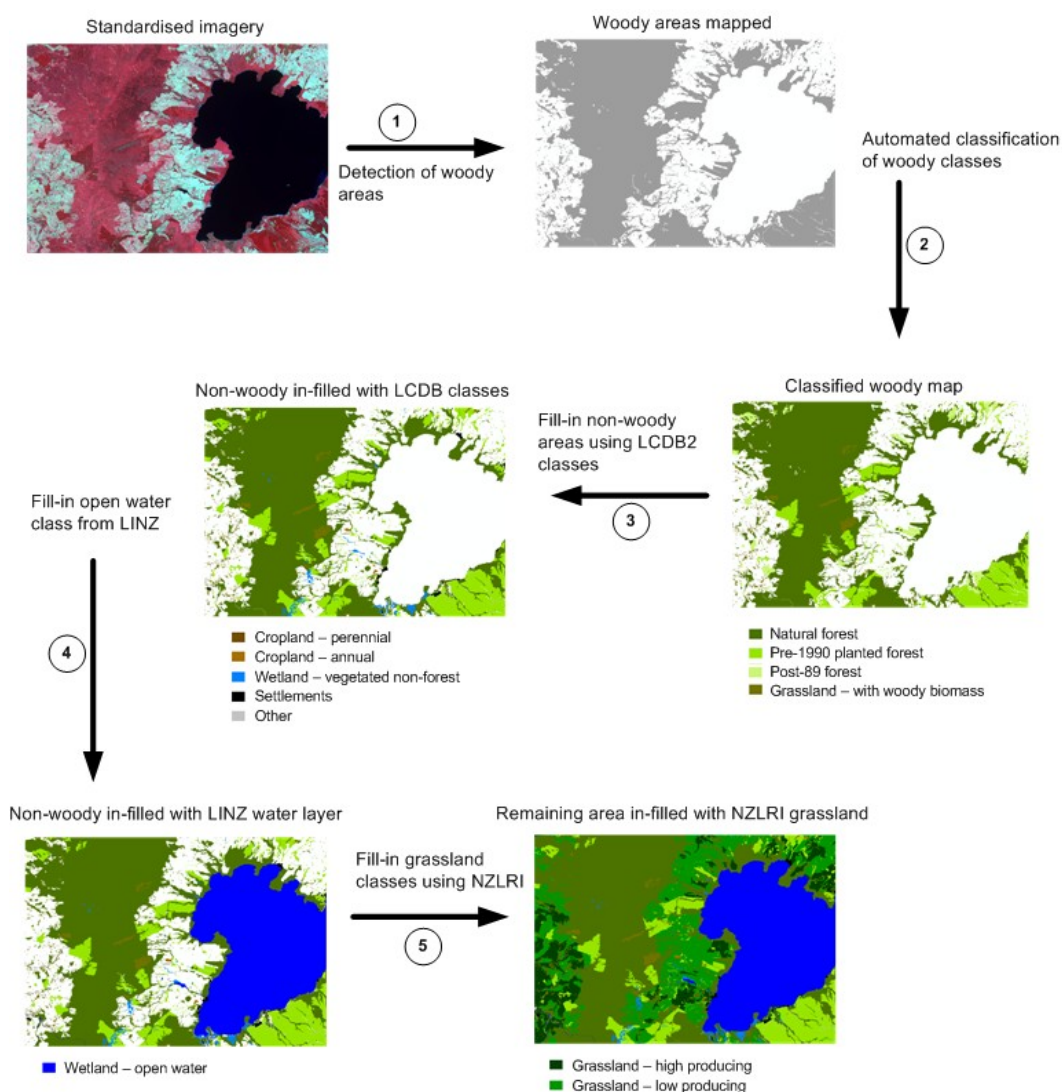 Standardised imagery
Woody areas mapped
1
Detection of woody
areas
Automated classification
of woody classes
2
Classified woody map
Natural forest
Pre-1990 planted forest
Post-89 forest
Grassland – with woody biomass
Fill-in non-woody
areas using LCDB2
classes
3
Non-woody in-filled with LCDB classes
Cropland – perennial
Cropland – annual
Wetland – vegetated non-forest
Settlements
Other
Fill-in open water
class from LINZ
4
Non-woody in-filled with LINZ water layer
Wetland – open water
Fill-in grassland
classes using NZLRI
5
Remaining area in-filled with NZLRI grassland
Grassland – high producing
Grassland – low producing